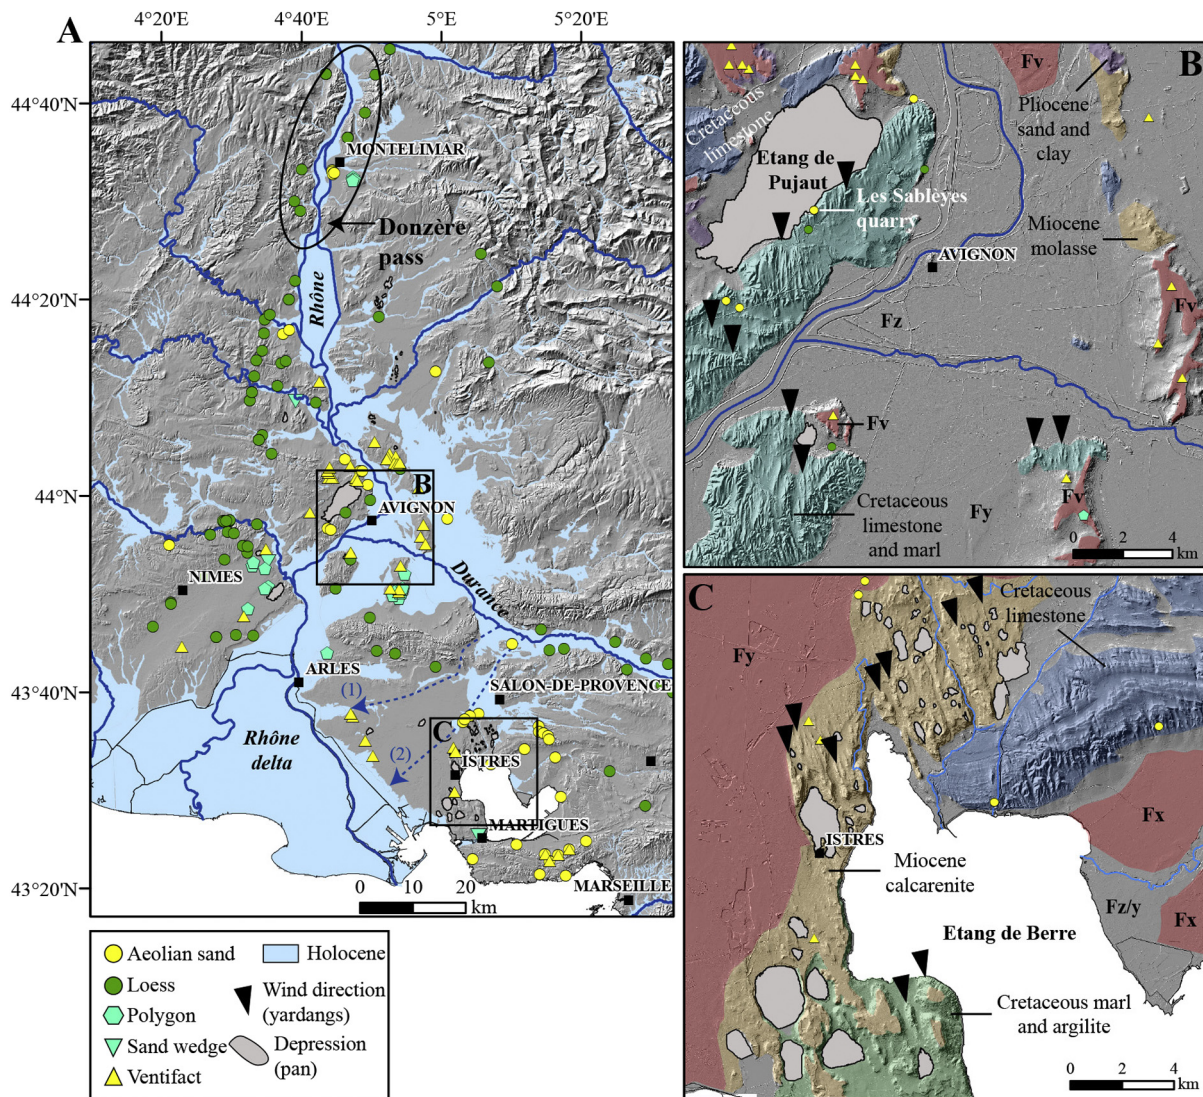 4°20'E
4°40'E
5°E
5°20'E
A
44°40'N
44°20'N
44°N
43°40'N
43°20'N
MONTELIMAR
Donzère
pass
Rhône
B
AVIGNON
NIMES
Durance
ARLES
SALON-DE-PROVENCE
(1)
(2)
C
ISTRES
Rhône
delta
MARTIGUES
MARSEILLE
0 10 20
km
Aeolian sand
Loess
Polygon
Sand wedge
Ventifact
Holocene
Wind direction
(yardangs)
Depression
(pan)
B
Fv
Cretaceous
limestone
Pliocene
sand and
clay
Etang de
Pujaut
Les Sablèyes
quarry
Miocene
molasse
AVIGNON
Fz
Fv
Fv
Cretaceous
limestone
and marl
Fy
Fv
0 2 4
km
C
Cretaceous
limestone
Fy
Fx
ISTRES
Miocene
calcarenite
Fz/y
Fx
Etang de Berre
Cretaceous marl
and argilite
0 2 4
km